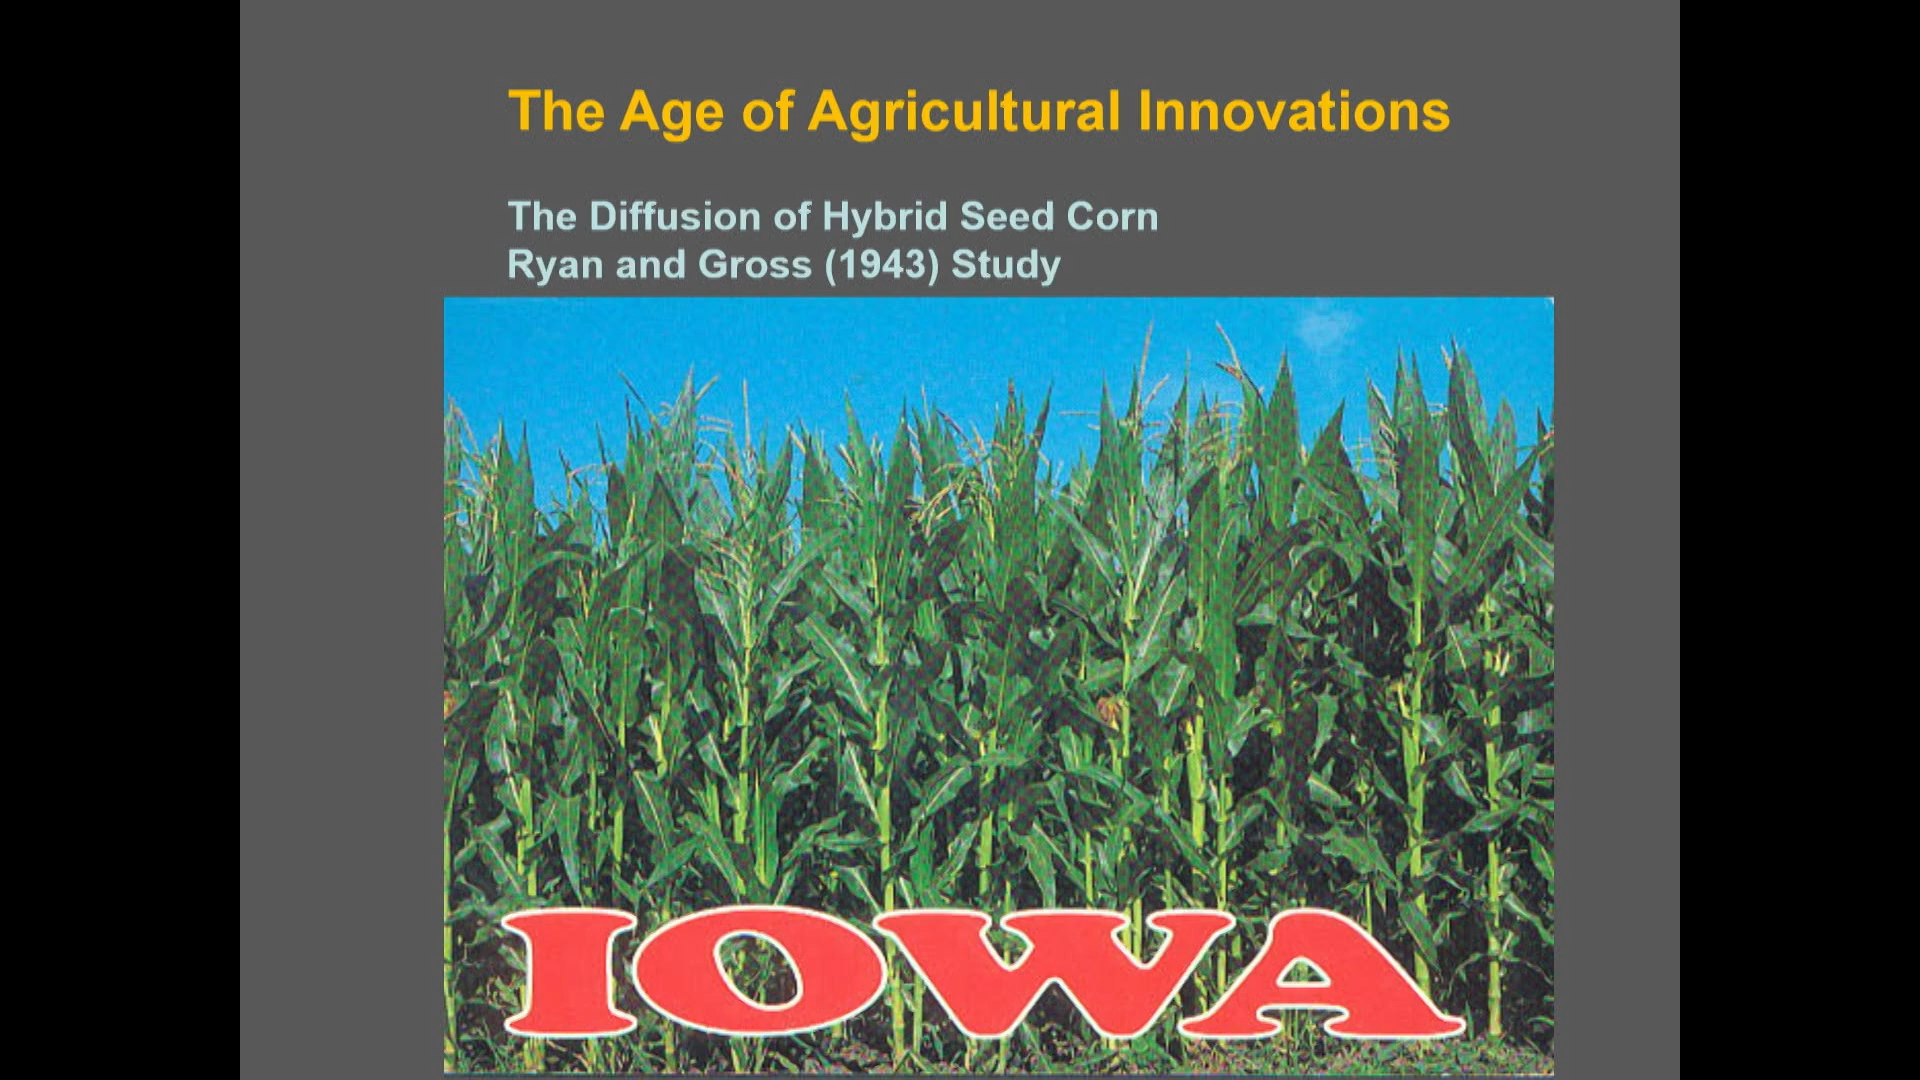 The Age of Agricultural Innovations
The Diffusion of Hybrid Seed Corn
Ryan and Gross (1943) Study
IOWA